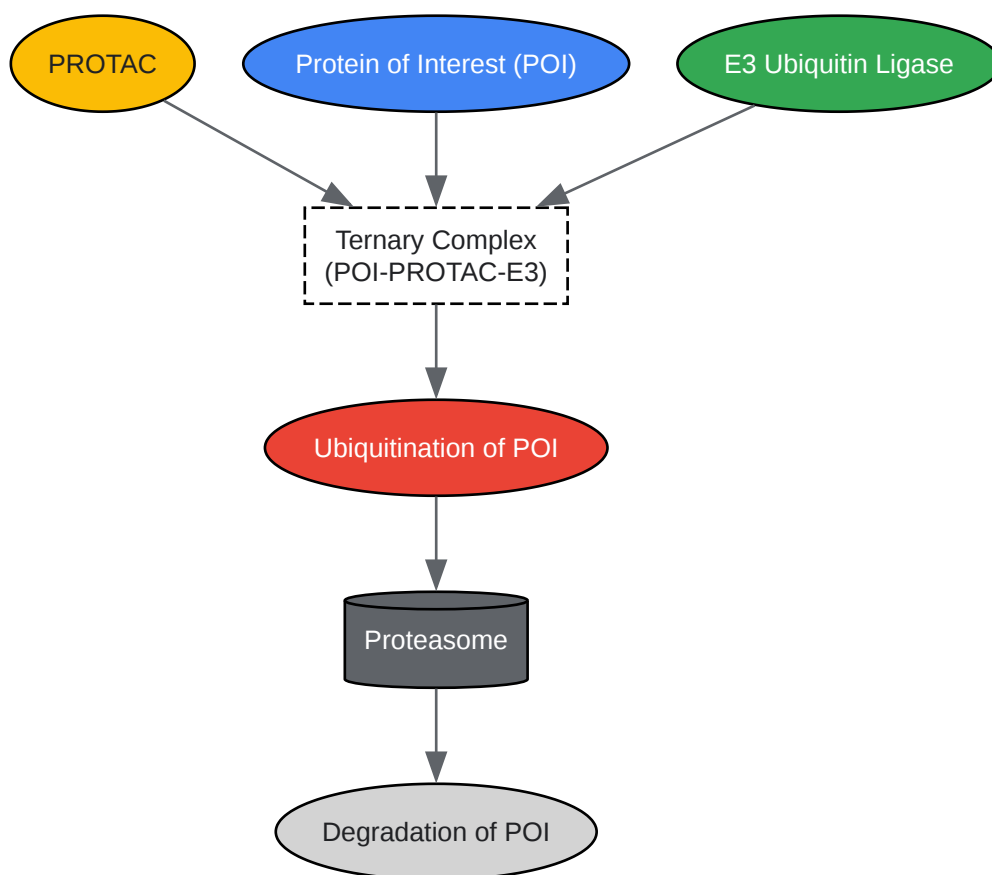 PROTAC
Protein of Interest (POI)
E3 Ubiquitin Ligase
Ternary Complex
(POI-PROTAC-E3)
Ubiquitination of POI
Proteasome
Degradation of POI